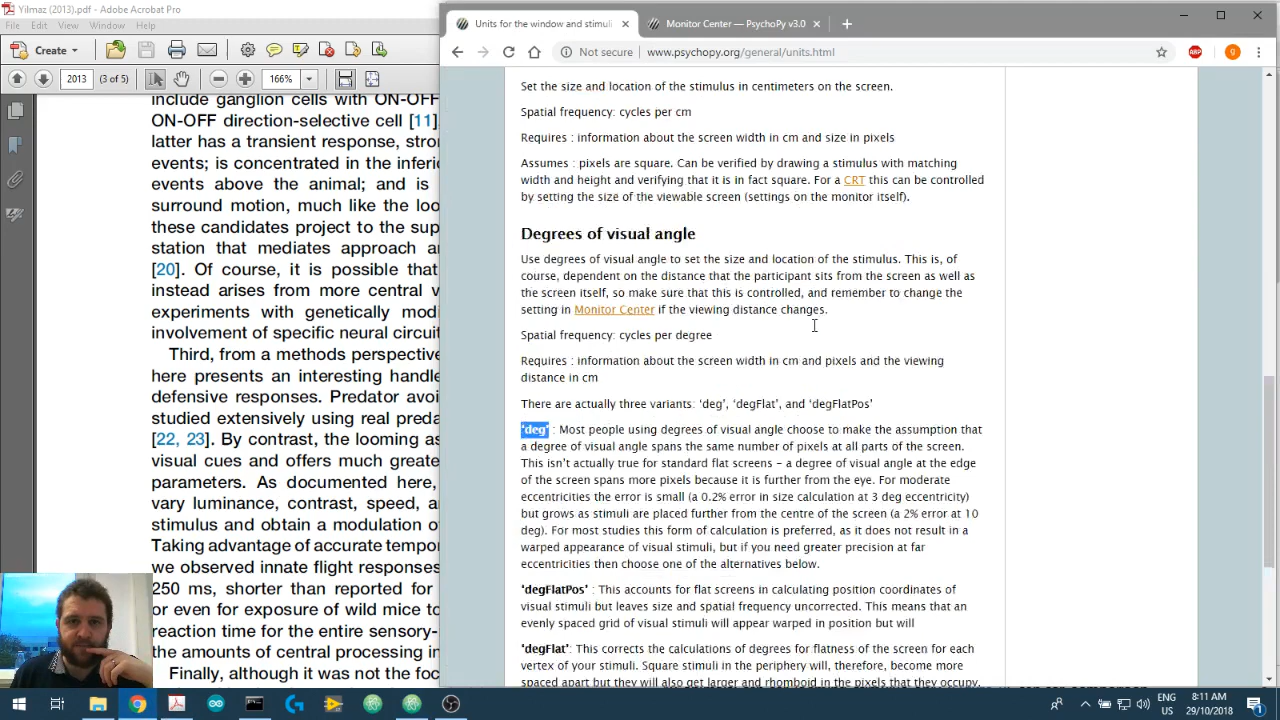 Yilmaz (2013).pdf - Adobe Acrobat Pro
File Edit View Window Help
Create
2013 (3 of 5) 166%
include ganglion cells with ON-OFF
ON-OFF direction-selective cell [11],
latter has a transient response, stron
events; is concentrated in the inferio
events above the animal; and is
surround motion, much like the loo
these candidates project to the sup
station that mediates approach an
[20]. Of course, it is possible that
instead arises from more central v
experiments with genetically modi
involvement of specific neural circui
Third, from a methods perspective
here presents an interesting handle
defensive responses. Predator avoi
studied extensively using real preda
[22, 23]. By contrast, the looming as
visual cues and offers much greate
parameters. As documented here,
vary luminance, contrast, speed, a
stimulus and obtain a modulation of
Taking advantage of accurate tempo
we observed innate flight responses
250 ms, shorter than reported for
or even for exposure of wild mice to
reaction time for the entire sensory-
the amounts of central processing in
Finally, although it was not the foc
Units for the window and stimuli
Monitor Center — PsychoPy v3.0
Not secure www.psychopy.org/general/units.html
ABP
g
Set the size and location of the stimulus in centimeters on the screen.
Spatial frequency: cycles per cm
Requires : information about the screen width in cm and size in pixels
Assumes : pixels are square. Can be verified by drawing a stimulus with matching
width and height and verifying that it is in fact square. For a CRT this can be controlled
by setting the size of the viewable screen (settings on the monitor itself).
Degrees of visual angle
Use degrees of visual angle to set the size and location of the stimulus. This is, of
course, dependent on the distance that the participant sits from the screen as well as
the screen itself, so make sure that this is controlled, and remember to change the
setting in Monitor Center if the viewing distance changes.
Spatial frequency: cycles per degree
Requires : information about the screen width in cm and pixels and the viewing
distance in cm
There are actually three variants: ‘deg’, ‘degFlat’, and ‘degFlatPos’
‘deg’ : Most people using degrees of visual angle choose to make the assumption that
a degree of visual angle spans the same number of pixels at all parts of the screen.
This isn’t actually true for standard flat screens – a degree of visual angle at the edge
of the screen spans more pixels because it is further from the eye. For moderate
eccentricities the error is small (a 0.2% error in size calculation at 3 deg eccentricity)
but grows as stimuli are placed further from the centre of the screen (a 2% error at 10
deg). For most studies this form of calculation is preferred, as it does not result in a
warped appearance of visual stimuli, but if you need greater precision at far
eccentricities then choose one of the alternatives below.
‘degFlatPos’ : This accounts for flat screens in calculating position coordinates of
visual stimuli but leaves size and spatial frequency uncorrected. This means that an
evenly spaced grid of visual stimuli will appear warped in position but will
‘degFlat’: This corrects the calculations of degrees for flatness of the screen for each
vertex of your stimuli. Square stimuli in the periphery will, therefore, become more
spaced apart but they will also get larger and rhomboid in the pixels that they occupy.
ENG
US
8:11 AM
29/10/2018
1